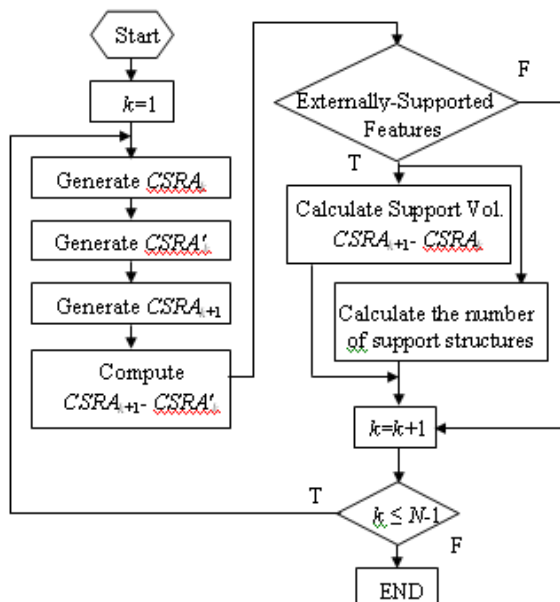 Start
k=1
Generate CSRAₖ
Generate CSRA'ₖ
Generate CSRAₖ₊₁
Compute
CSRAₖ₊₁- CSRA'ₖ
Externally-Supported
Features
F
T
Calculate Support Vol.
CSRAₖ₊₁- CSRAₖ
Calculate the number
of support structures
k=k+1
T
k ≤ N-1
F
END